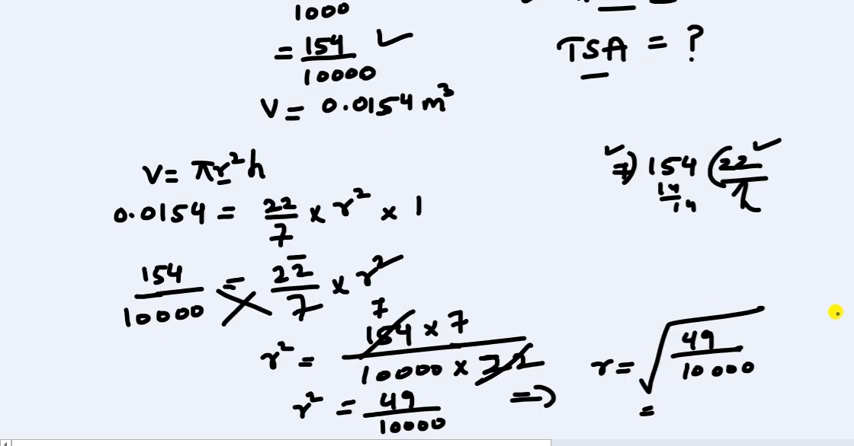 1000
= 154/10000 ✓
V = 0.0154 m³
TSA = ?
V = πr²h
0.0154 = 22/7 × r² × 1
154/10000 = 22/7 × r²
7
r² = 154 × 7 / 10000 × 22
r² = 49/10000 ⇒
7) 154 (22
14
14
r = √49/10000
=